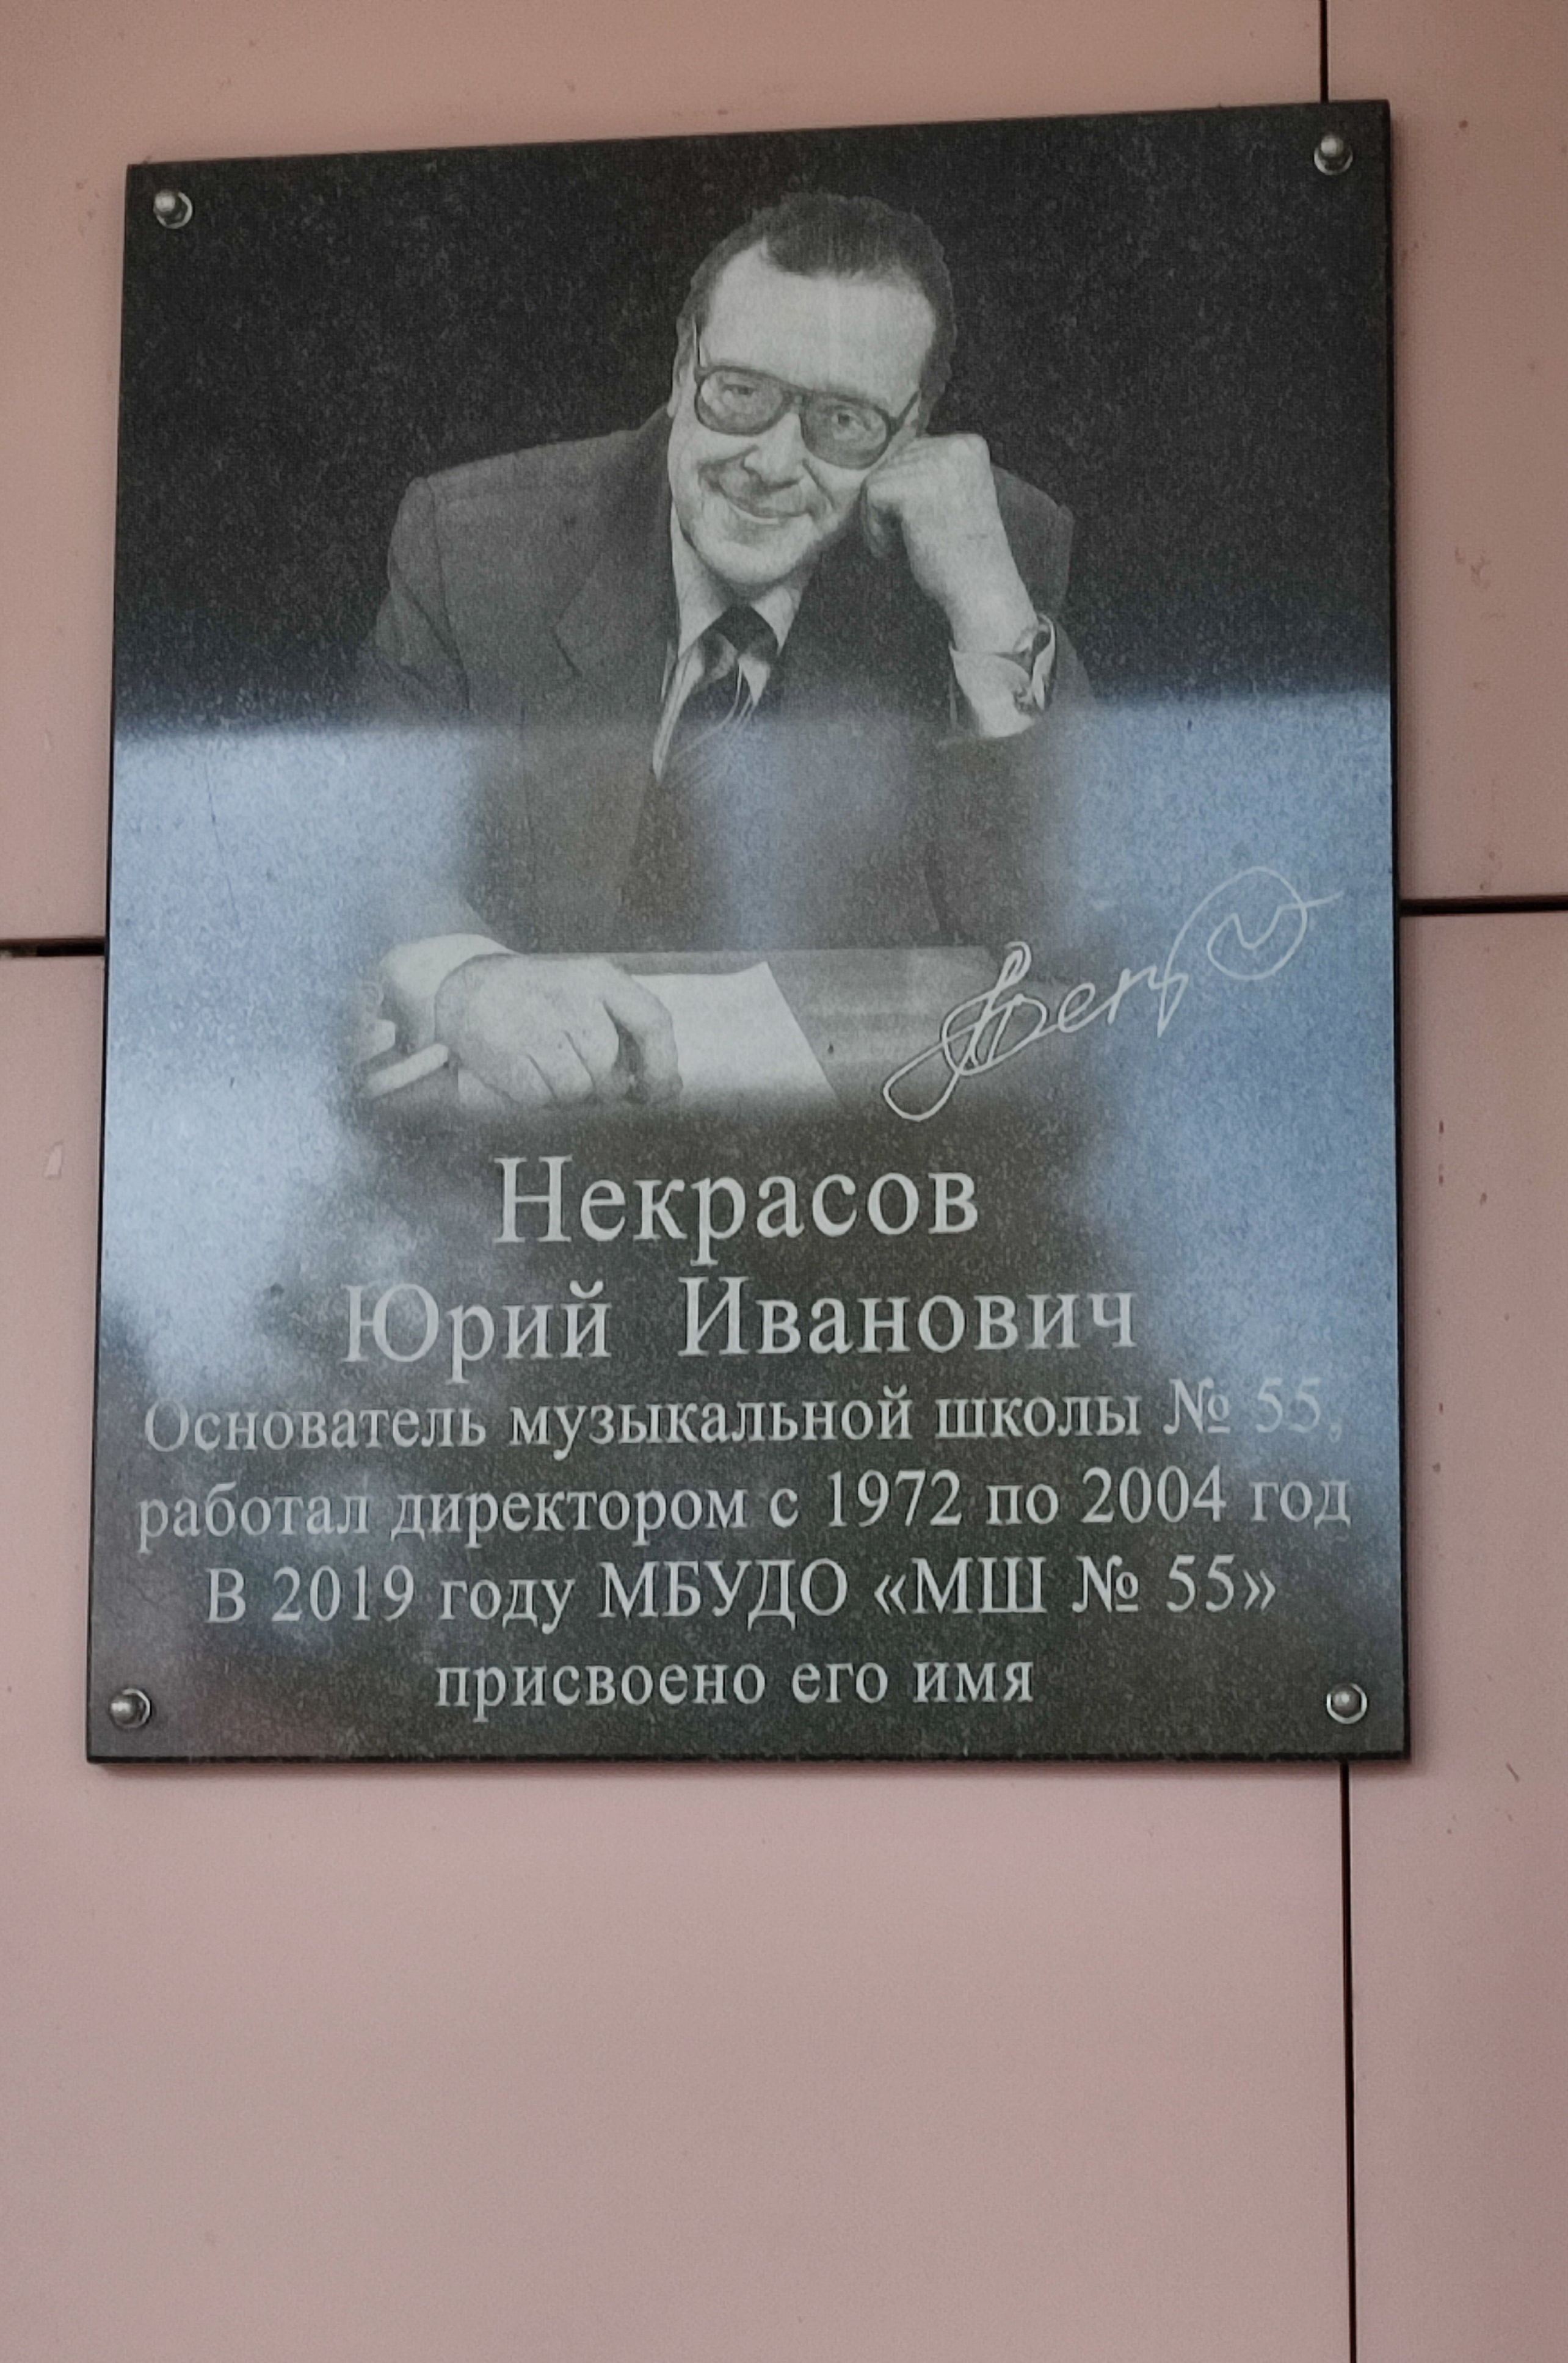 Некрасов
Юрий Иванович
Основатель музыкальной школы № 55,
работал директором с 1972 по 2004 год
В 2019 году МБУДО «МШ № 55»
присвоено его имя